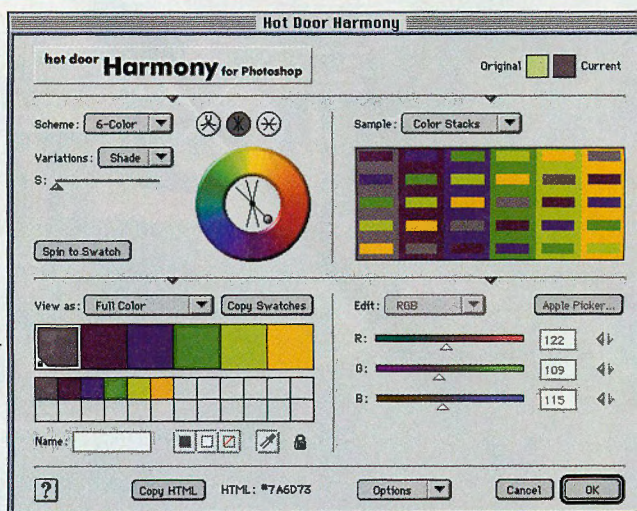 Hot Door Harmony
hot door Harmony for Photoshop
Original Current
Scheme: 6-Color
Variations: Shade
S:
Spin to Swatch
Sample: Color Stacks
View as: Full Color Copy Swatches
Name:
Edit: RGB Apple Picker...
R: 122
G: 109
B: 115
? Copy HTML HTML: #7A6D73 Options Cancel OK